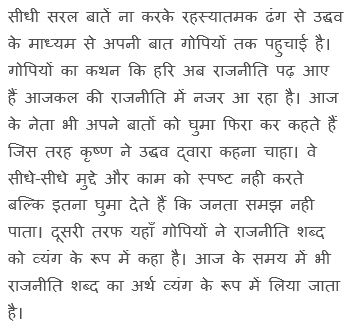 सीधी सरल बातें ना करके रहस्यातमक ढंग से उद्धव
के माध्यम से अपनी बात गोपियों तक पहुचाई है।
गोपियों का कथन कि हरि अब राजनीति पढ़ आए
हैं आजकल की राजनीति में नजर आ रहा है। आज
के नेता भी अपने बातों को घुमा फिरा कर कहते हैं
जिस तरह कृष्ण ने उद्धव द्वारा कहना चाहा। वे
सीधे-सीधे मुद्दे और काम को स्पष्ट नही करते
बल्कि इतना घुमा देते हैं कि जनता समझ नही
पाता। दूसरी तरफ यहाँ गोपियों ने राजनीति शब्द
को व्यंग के रूप में कहा है। आज के समय में भी
राजनीति शब्द का अर्थ व्यंग के रूप में लिया जाता
है।